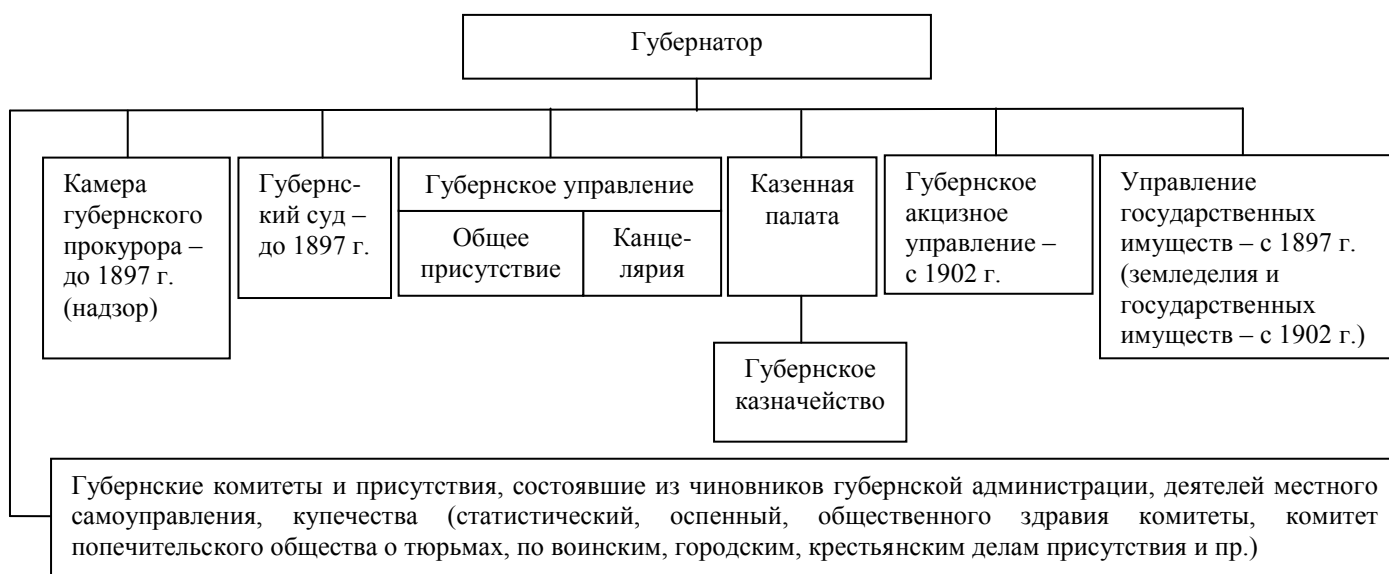 Губернатор
Камера
губернского
прокурора –
до 1897 г.
(надзор)
Губернс-
кий суд –
до 1897 г.
Губернское управление
Общее
присутствие
Канце-
лярия
Казенная
палата
Губернское
акцизное
управление –
с 1902 г.
Управление
государственных
имуществ – с 1897 г.
(земледелия и
государственных
имуществ – с 1902 г.)
Губернское
казначейство
Губернские комитеты и присутствия, состоявшие из чиновников губернской администрации, деятелей местного
самоуправления, купечества (статистический, оспенный, общественного здравия комитеты, комитет
попечительского общества о тюрьмах, по воинским, городским, крестьянским делам присутствия и пр.)